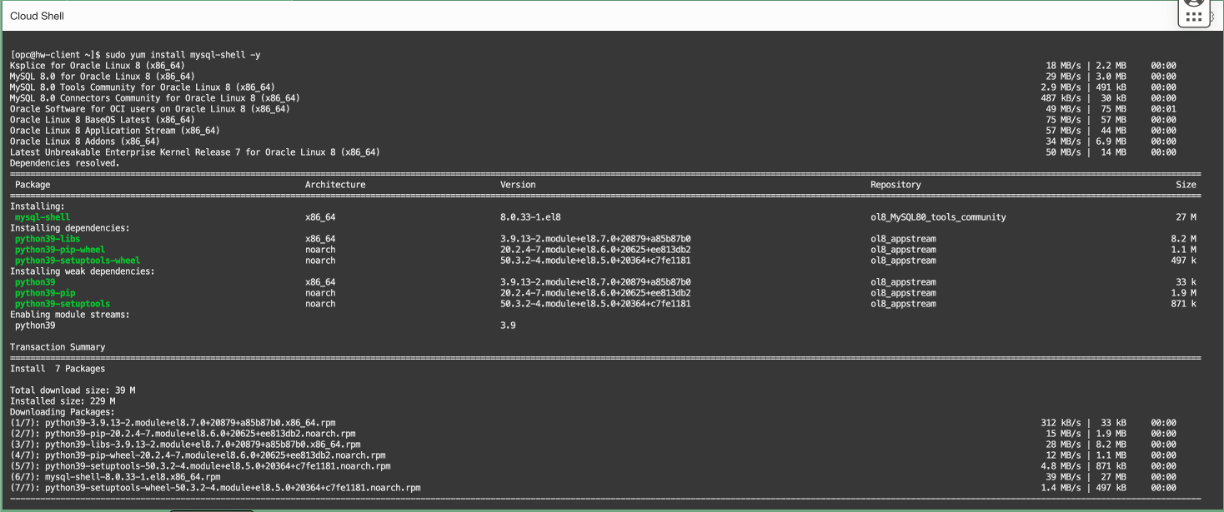 Cloud Shell
[opc@hw-client ~]$ sudo yum install mysql-shell -y
Ksplice for Oracle Linux 8 (x86_64) 18 MB/s | 2.2 MB 00:00
MySQL 8.0 for Oracle Linux 8 (x86_64) 29 MB/s | 3.0 MB 00:00
MySQL 8.0 Tools Community for Oracle Linux 8 (x86_64) 2.9 MB/s | 491 kB 00:00
MySQL 8.0 Connectors Community for Oracle Linux 8 (x86_64) 487 kB/s | 30 kB 00:00
Oracle Software for OCI users on Oracle Linux 8 (x86_64) 49 MB/s | 75 MB 00:01
Oracle Linux 8 BaseOS Latest (x86_64) 75 MB/s | 57 MB 00:00
Oracle Linux 8 Application Stream (x86_64) 57 MB/s | 44 MB 00:00
Oracle Linux 8 Addons (x86_64) 34 MB/s | 6.9 MB 00:00
Latest Unbreakable Enterprise Kernel Release 7 for Oracle Linux 8 (x86_64) 50 MB/s | 14 MB 00:00
Dependencies resolved.
Package Architecture Version Repository Size
Installing:
mysql-shell x86_64 8.0.33-1.el8 ol8_MySQL80_tools_community 27 M
Installing dependencies:
python39-libs x86_64 3.9.13-2.module+el8.7.0+20879+a85b87b0 ol8_appstream 8.2 M
python39-pip-wheel noarch 20.2.4-7.module+el8.6.0+20625+ee813db2 ol8_appstream 1.1 M
python39-setuptools-wheel noarch 50.3.2-4.module+el8.5.0+20364+c7fe1181 ol8_appstream 497 k
Installing weak dependencies:
python39 x86_64 3.9.13-2.module+el8.7.0+20879+a85b87b0 ol8_appstream 33 k
python39-pip noarch 20.2.4-7.module+el8.6.0+20625+ee813db2 ol8_appstream 1.9 M
python39-setuptools noarch 50.3.2-4.module+el8.5.0+20364+c7fe1181 ol8_appstream 871 k
Enabling module streams:
python39 3.9
Transaction Summary
Install 7 Packages
Total download size: 39 M
Installed size: 229 M
Downloading Packages:
(1/7): python39-3.9.13-2.module+el8.7.0+20879+a85b87b0.x86_64.rpm 312 kB/s | 33 kB 00:00
(2/7): python39-pip-20.2.4-7.module+el8.6.0+20625+ee813db2.noarch.rpm 15 MB/s | 1.9 MB 00:00
(3/7): python39-libs-3.9.13-2.module+el8.7.0+20879+a85b87b0.x86_64.rpm 28 MB/s | 8.2 MB 00:00
(4/7): python39-pip-wheel-20.2.4-7.module+el8.6.0+20625+ee813db2.noarch.rpm 12 MB/s | 1.1 MB 00:00
(5/7): python39-setuptools-50.3.2-4.module+el8.5.0+20364+c7fe1181.noarch.rpm 4.8 MB/s | 871 kB 00:00
(6/7): mysql-shell-8.0.33-1.el8.x86_64.rpm 39 MB/s | 27 MB 00:00
(7/7): python39-setuptools-wheel-50.3.2-4.module+el8.5.0+20364+c7fe1181.noarch.rpm 1.4 MB/s | 497 kB 00:00